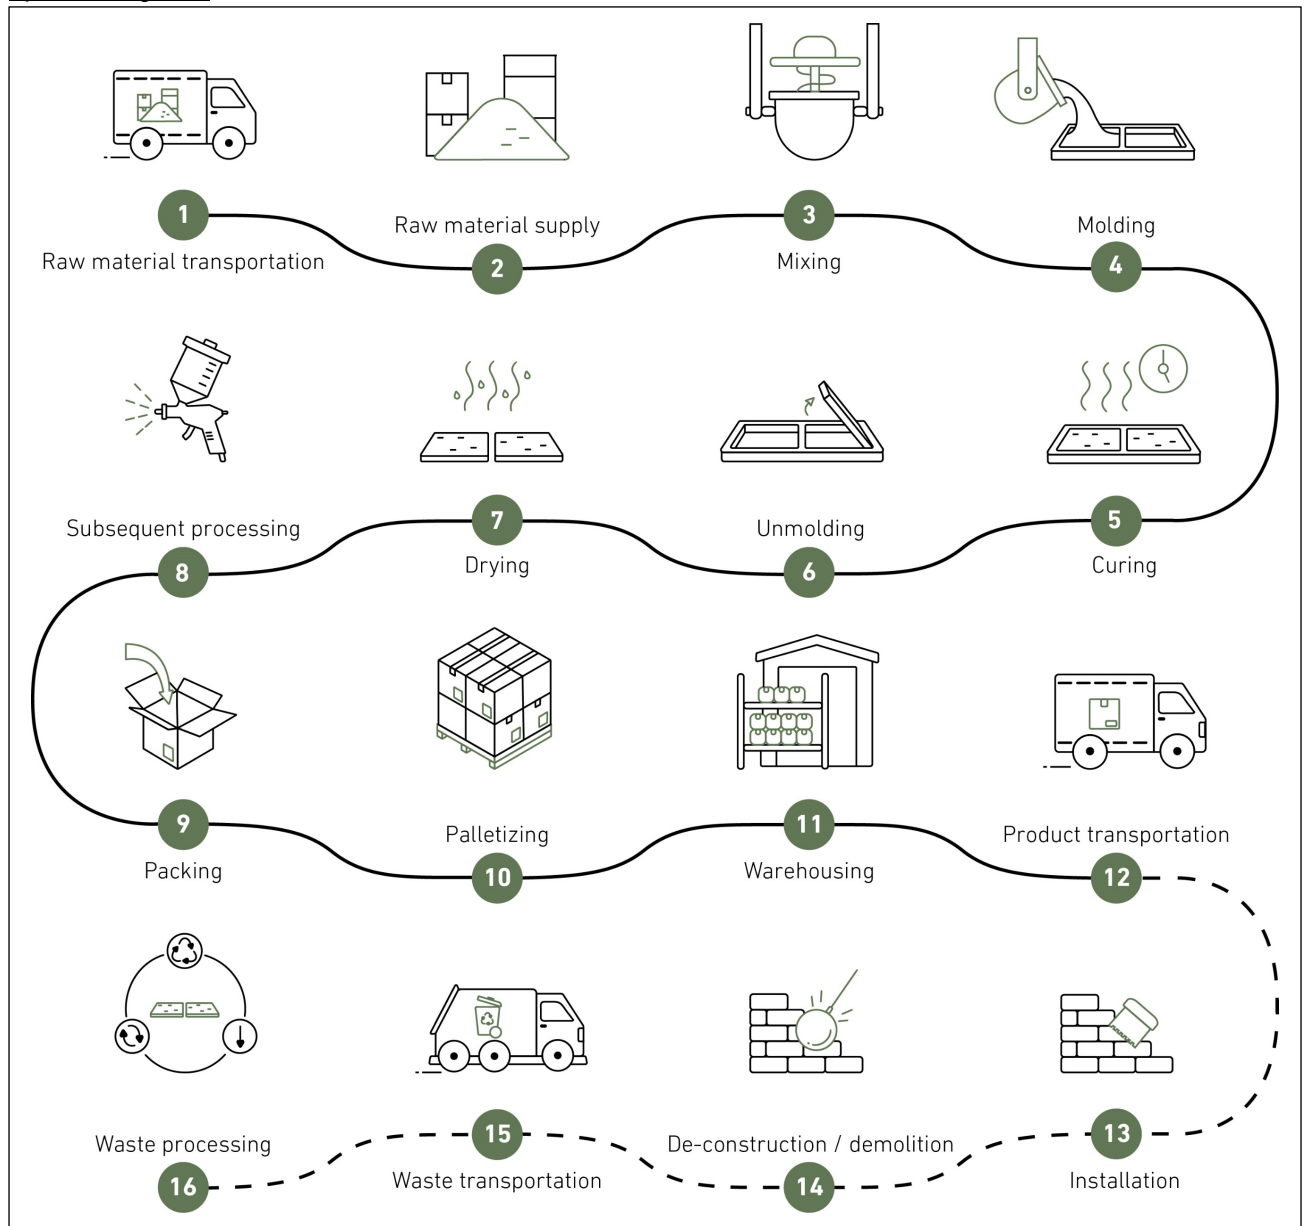 1
Raw material transportation
Raw material supply
2
3
Mixing
Molding
4
5
Curing
Unmolding
6
7
Drying
Subsequent processing
8
9
Packing
Palletizing
10
11
Warehousing
Product transportation
12
13
Installation
De-construction / demolition
14
15
Waste transportation
Waste processing
16